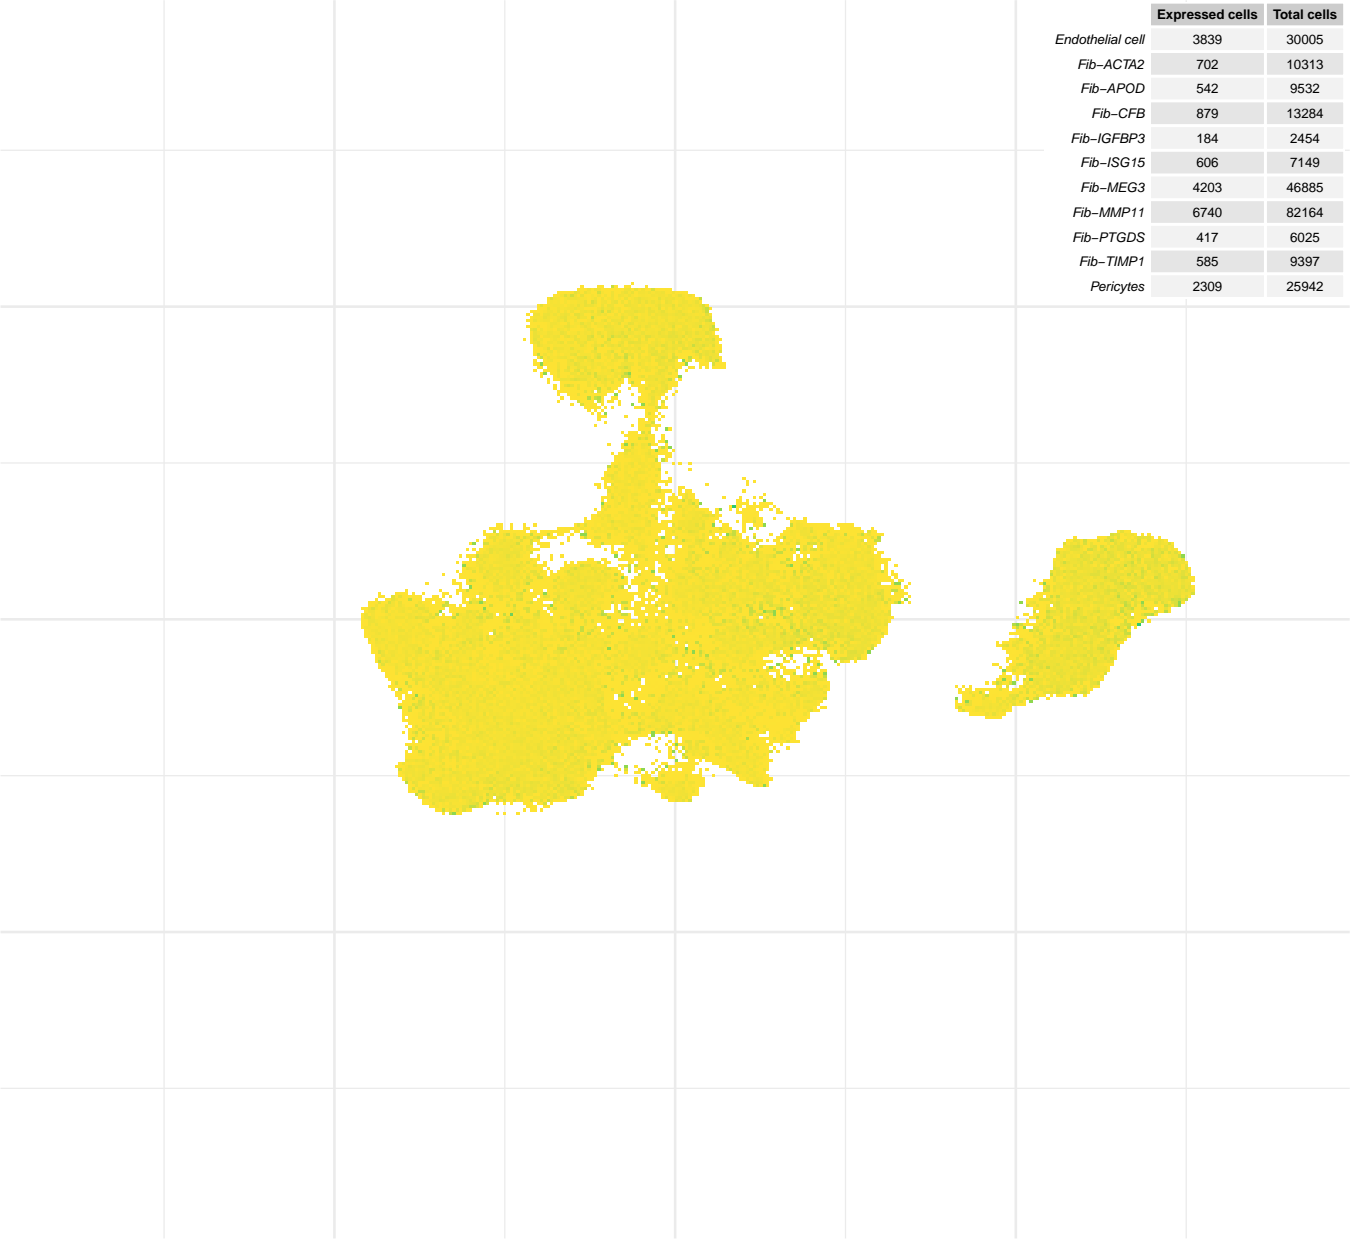 Expressed cells Total cells
Endothelial cell 3839 30005
Fib−ACTA2 702 10313
Fib−APOD 542 9532
Fib−CFB 879 13284
Fib−IGFBP3 184 2454
Fib−ISG15 606 7149
Fib−MEG3 4203 46885
Fib−MMP11 6740 82164
Fib−PTGDS 417 6025
Fib−TIMP1 585 9397
Pericytes 2309 25942